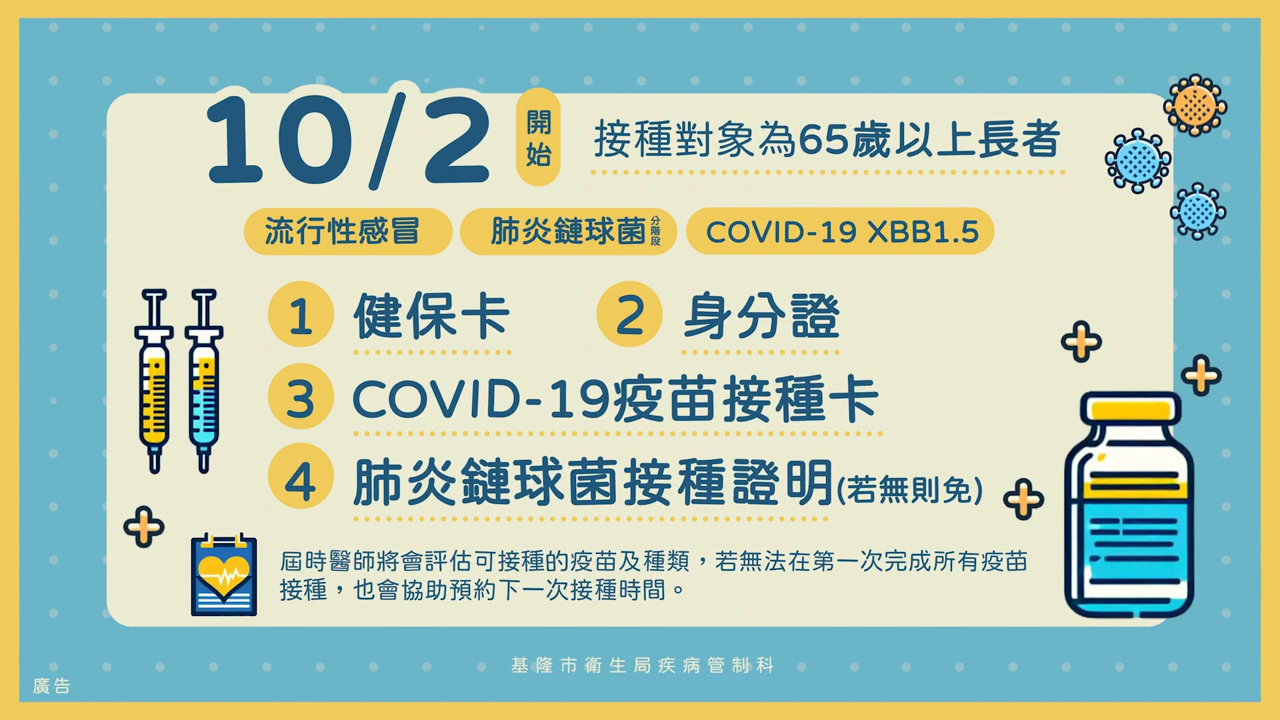 10/2 開始 接種對象為65歲以上長者
流行性感冒 肺炎鏈球菌分階段 COVID-19 XBB1.5
1 健保卡 2 身分證
3 COVID-19疫苗接種卡
4 肺炎鏈球菌接種證明(若無則免)
屆時醫師將會評估可接種的疫苗及種類，若無法在第一次完成所有疫苗
接種，也會協助預約下一次接種時間。
基隆市衛生局疾病管制科
廣告